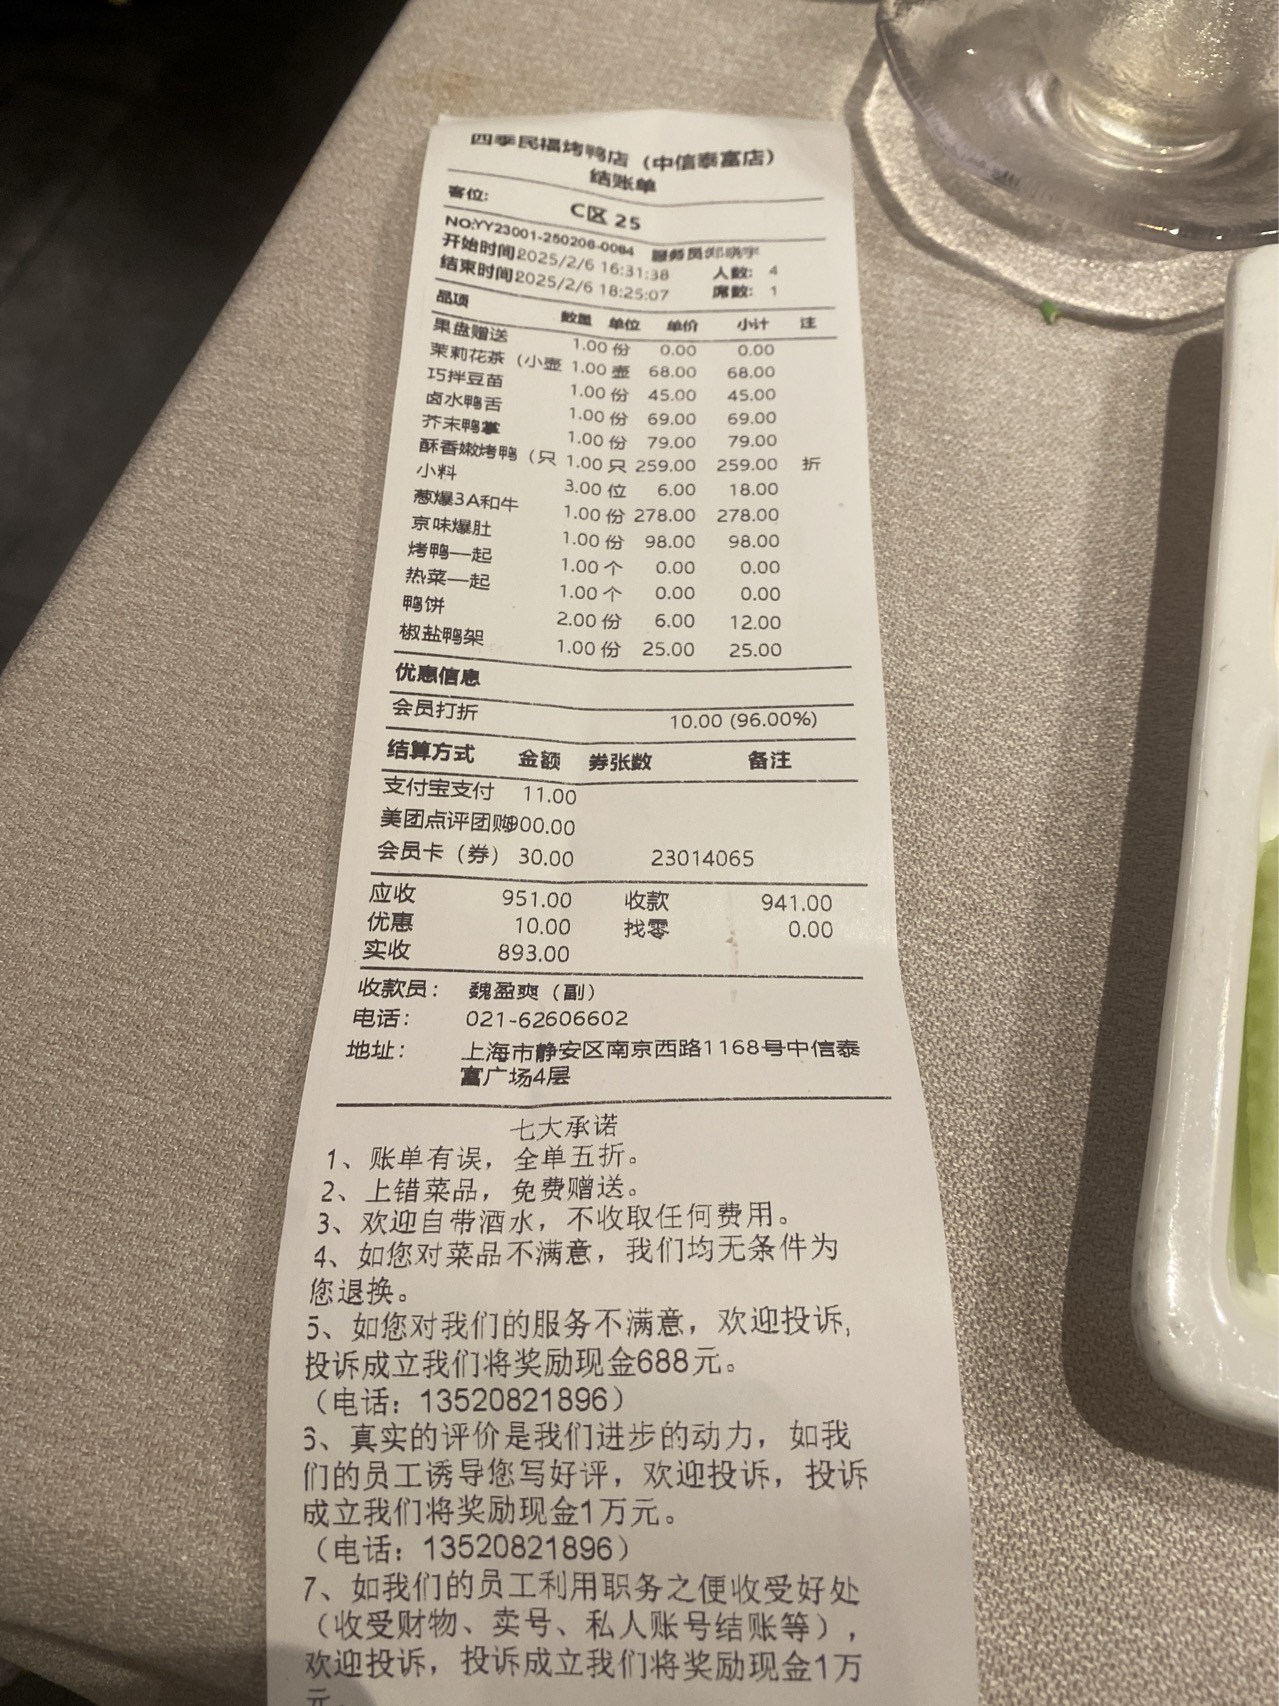 四季民福烤鸭店（中信泰富店）
结账单
客位: C区 25
NO:YY23001-250206-0084 服务员:郑晓宇
开始时间2025/2/6 16:31:38 人数: 4
结束时间2025/2/6 18:25:07 席数: 1
品项 数量 单位 单价 小计 注
果盘赠送 1.00 份 0.00 0.00
茉莉花茶（小壶 1.00 壶 68.00 68.00
巧拌豆苗 1.00 份 45.00 45.00
卤水鸭舌 1.00 份 69.00 69.00
芥末鸭掌 1.00 份 79.00 79.00
酥香嫩烤鸭（只 1.00 只 259.00 259.00 折
小料 3.00 位 6.00 18.00
葱爆3A和牛 1.00 份 278.00 278.00
京味爆肚 1.00 份 98.00 98.00
烤鸭—起 1.00 个 0.00 0.00
热菜—起 1.00 个 0.00 0.00
鸭饼 2.00 份 6.00 12.00
椒盐鸭架 1.00 份 25.00 25.00
优惠信息
会员打折 10.00 (96.00%)
结算方式 金额 券张数 备注
支付宝支付 11.00
美团点评团购900.00
会员卡（券） 30.00 23014065
应收 951.00 收款 941.00
优惠 10.00 找零 0.00
实收 893.00
收款员： 魏盈爽（副）
电话： 021-62606602
地址： 上海市静安区南京西路1168号中信泰
富广场4层
七大承诺
1、账单有误，全单五折。
2、上错菜品，免费赠送。
3、欢迎自带酒水，不收取任何费用。
4、如您对菜品不满意，我们均无条件为
您退换。
5、如您对我们的服务不满意，欢迎投诉,
投诉成立我们将奖励现金688元。
（电话：13520821896）
6、真实的评价是我们进步的动力，如我
们的员工诱导您写好评，欢迎投诉，投诉
成立我们将奖励现金1万元。
（电话：13520821896）
7、如我们的员工利用职务之便收受好处
（收受财物、卖号、私人账号结账等），
欢迎投诉，投诉成立我们将奖励现金1万
元。